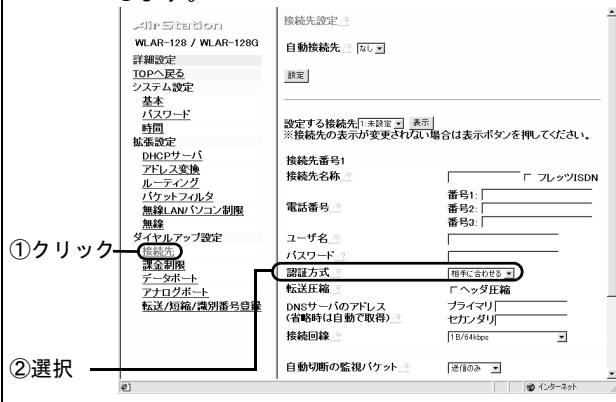 AirStation
WLAR-128 / WLAR-128G
詳細設定
TOPへ戻る
システム設定
基本
パスワード
時間
拡張設定
DHCPサーバ
アドレス変換
ルーティング
パケットフィルタ
無線LANパソコン制限
無線
ダイヤルアップ設定
接続先
課金制限
データポート
アナログポート
転送/短縮/識別番号登録
①クリック
②選択
接続先設定 ?
自動接続先 ? なし
設定
設定する接続先 1:未設定 表示
※接続先の表示が変更されない場合は表示ボタンを押してください。
接続先番号1
接続先名称 ? フレッツISDN
電話番号 ? 番号1:
番号2:
番号3:
ユーザ名 ?
パスワード ?
認証方式 ? 相手に合わせる
転送圧縮 ? ヘッダ圧縮
DNSサーバのアドレス プライマリ
(省略時は自動で取得) ? セカンダリ
接続回線 ? 1B/64kbps
自動切断の監視パケット ? 送信のみ
インターネット